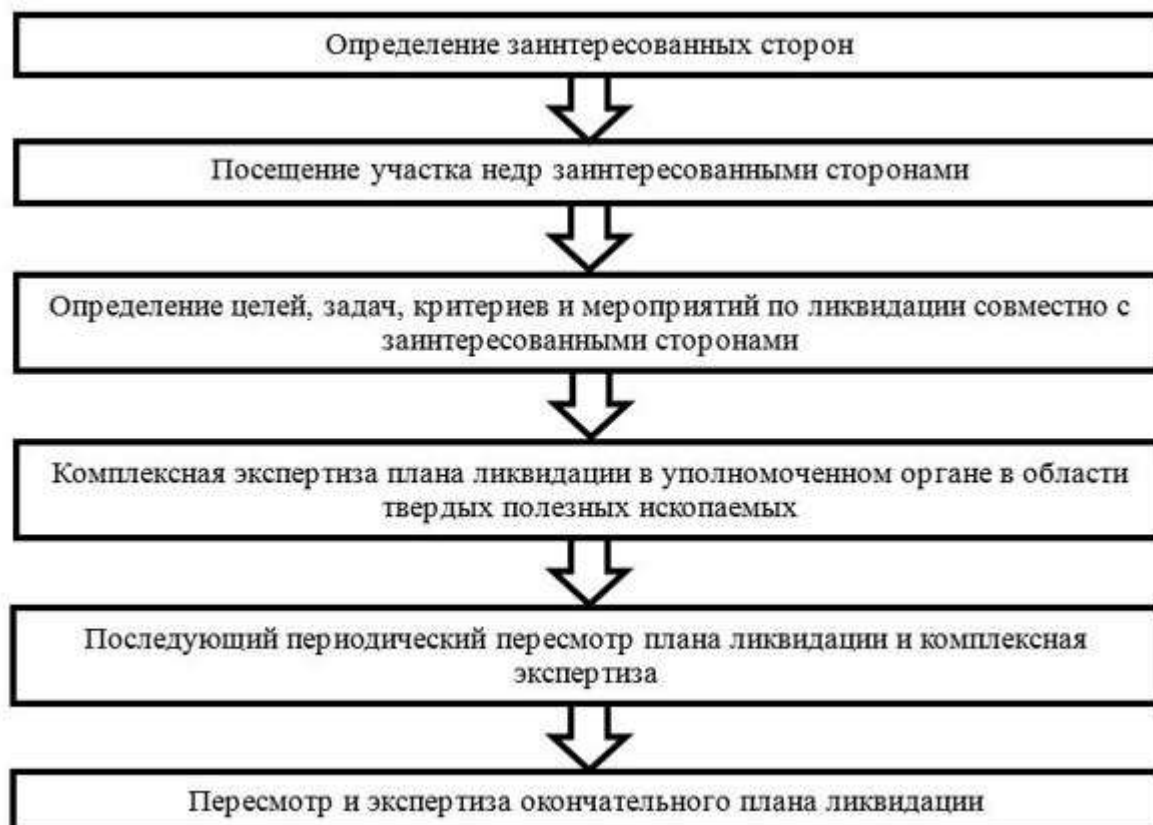 Определение заинтересованных сторон
Посещение участка недр заинтересованными сторонами
Определение целей, задач, критериев и мероприятий по ликвидации совместно с
заинтересованными сторонами
Комплексная экспертиза плана ликвидации в уполномоченном органе в области
твердых полезных ископаемых
Последующий периодический пересмотр плана ликвидации и комплексная
экспертиза
Пересмотр и экспертиза окончательного плана ликвидации